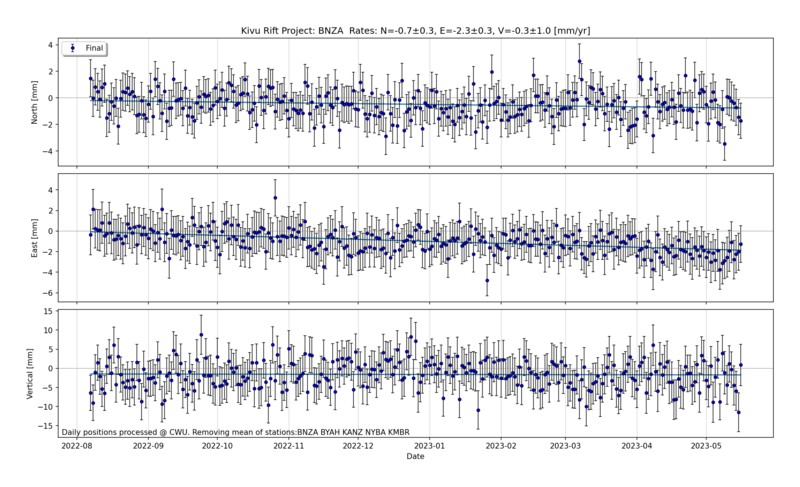 Kivu Rift Project: BNZA Rates: N=-0.7±0.3, E=-2.3±0.3, V=-0.3±1.0 [mm/yr]
Final
North [mm]
4
2
0
−2
−4
East [mm]
4
2
0
−2
−4
−6
Vertical [mm]
15
10
5
0
−5
−10
−15
Daily positions processed @ CWU. Removing mean of stations:BNZA BYAH KANZ NYBA KMBR
2022-08 2022-09 2022-10 2022-11 2022-12 2023-01 2023-02 2023-03 2023-04 2023-05
Date